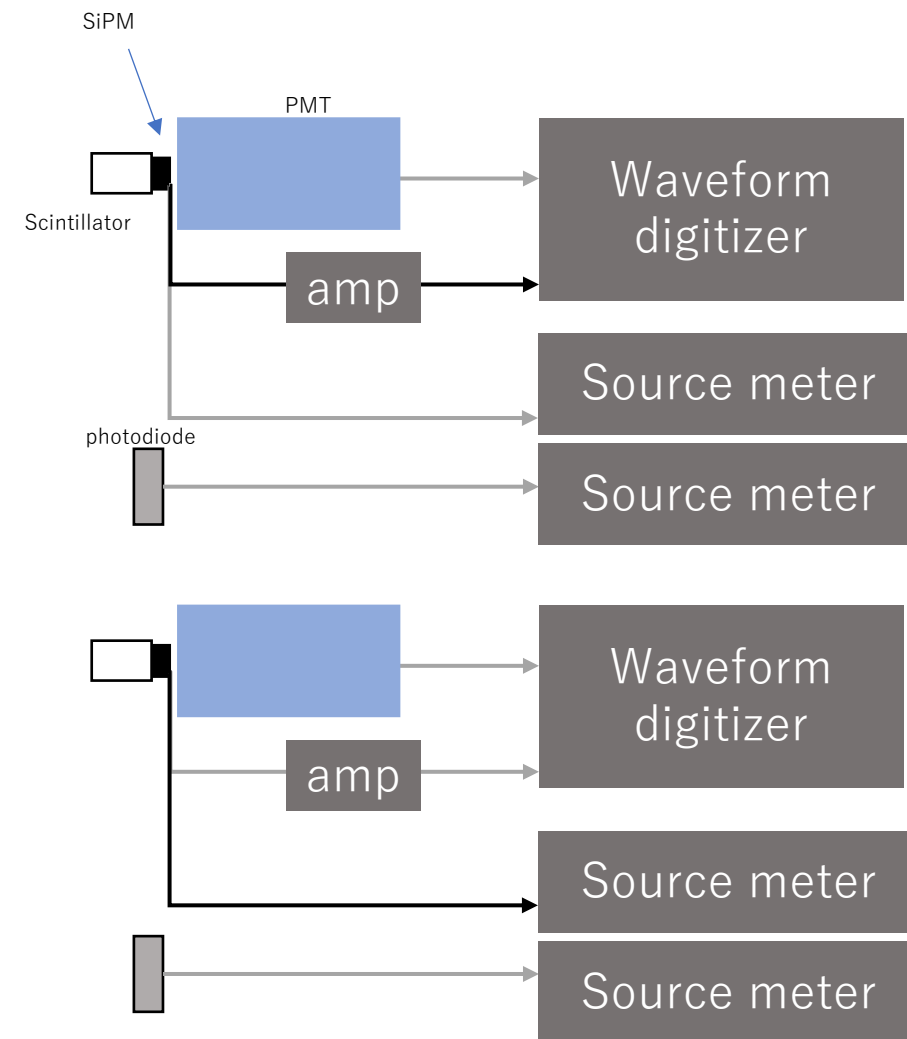 SiPM
PMT
Scintillator
Waveform
digitizer
amp
Source meter
photodiode
Source meter
Waveform
digitizer
amp
Source meter
Source meter